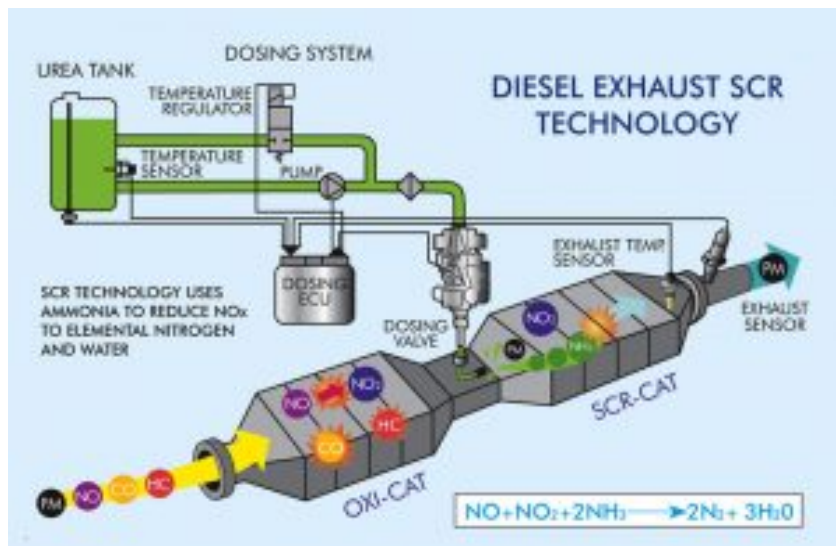 DOSING SYSTEM
UREA TANK
TEMPERATURE
REGULATOR
DIESEL EXHAUST SCR
TECHNOLOGY
TEMPERATURE
SENSOR
PUMP
EXHAUST TEMP.
SENSOR
DOSING
ECU
SCR TECHNOLOGY USES
AMMONIA TO REDUCE NOx
TO ELEMENTAL NITROGEN
AND WATER
DOSING
VALVE
PM
EXHAUST
SENSOR
NO2
PM
NH3
SCR-CAT
NO
NO2
CO
HC
OXI-CAT
PM
NO
CO
HC
NO+NO2+2NH3 → 2N2+ 3H20